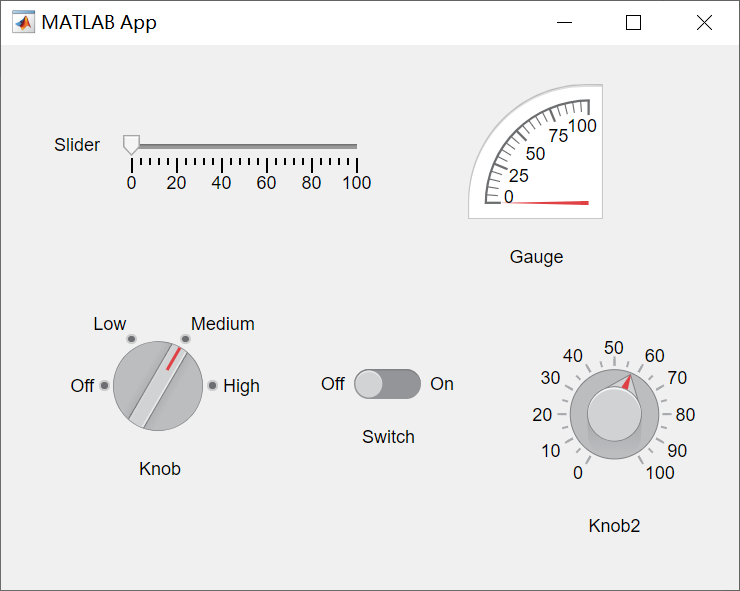 MATLAB App
Slider
0 20 40 60 80 100
0 25 50 75 100
Gauge
Off Low Medium High
Knob
Off On
Switch
0 10 20 30 40 50 60 70 80 90 100
Knob2